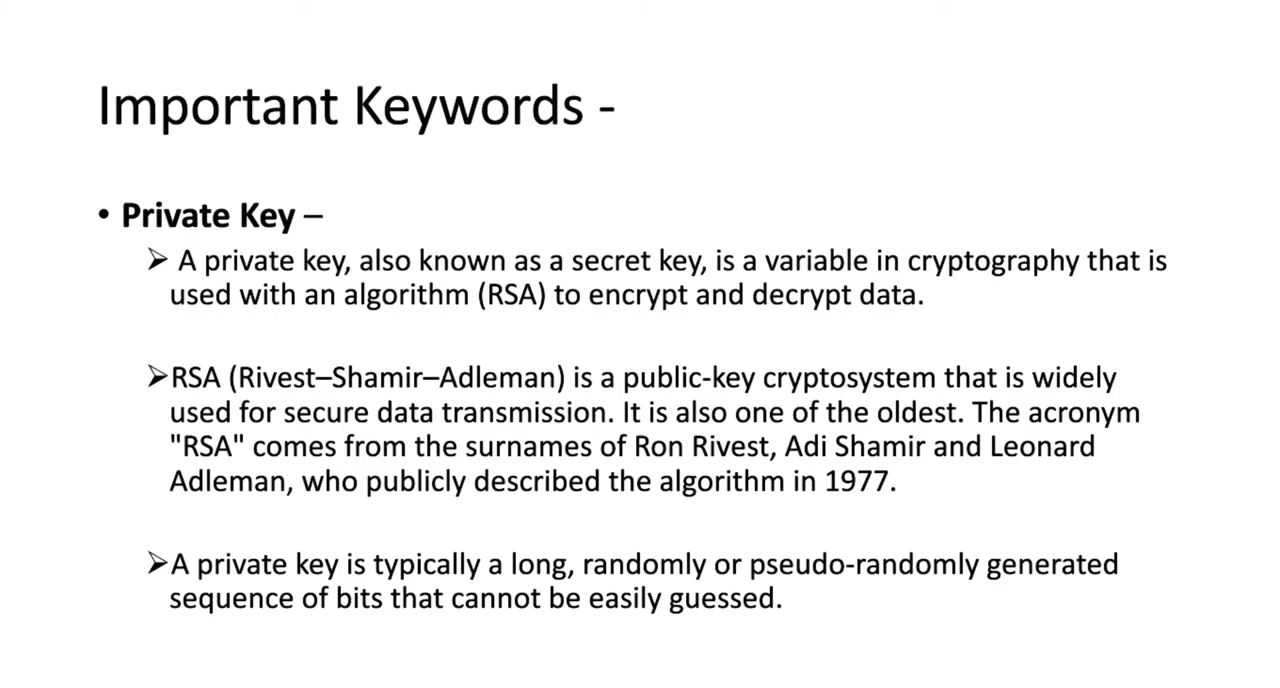 Important Keywords -
• Private Key –
➢ A private key, also known as a secret key, is a variable in cryptography that is
used with an algorithm (RSA) to encrypt and decrypt data.
➢RSA (Rivest–Shamir–Adleman) is a public-key cryptosystem that is widely
used for secure data transmission. It is also one of the oldest. The acronym
"RSA" comes from the surnames of Ron Rivest, Adi Shamir and Leonard
Adleman, who publicly described the algorithm in 1977.
➢A private key is typically a long, randomly or pseudo-randomly generated
sequence of bits that cannot be easily guessed.